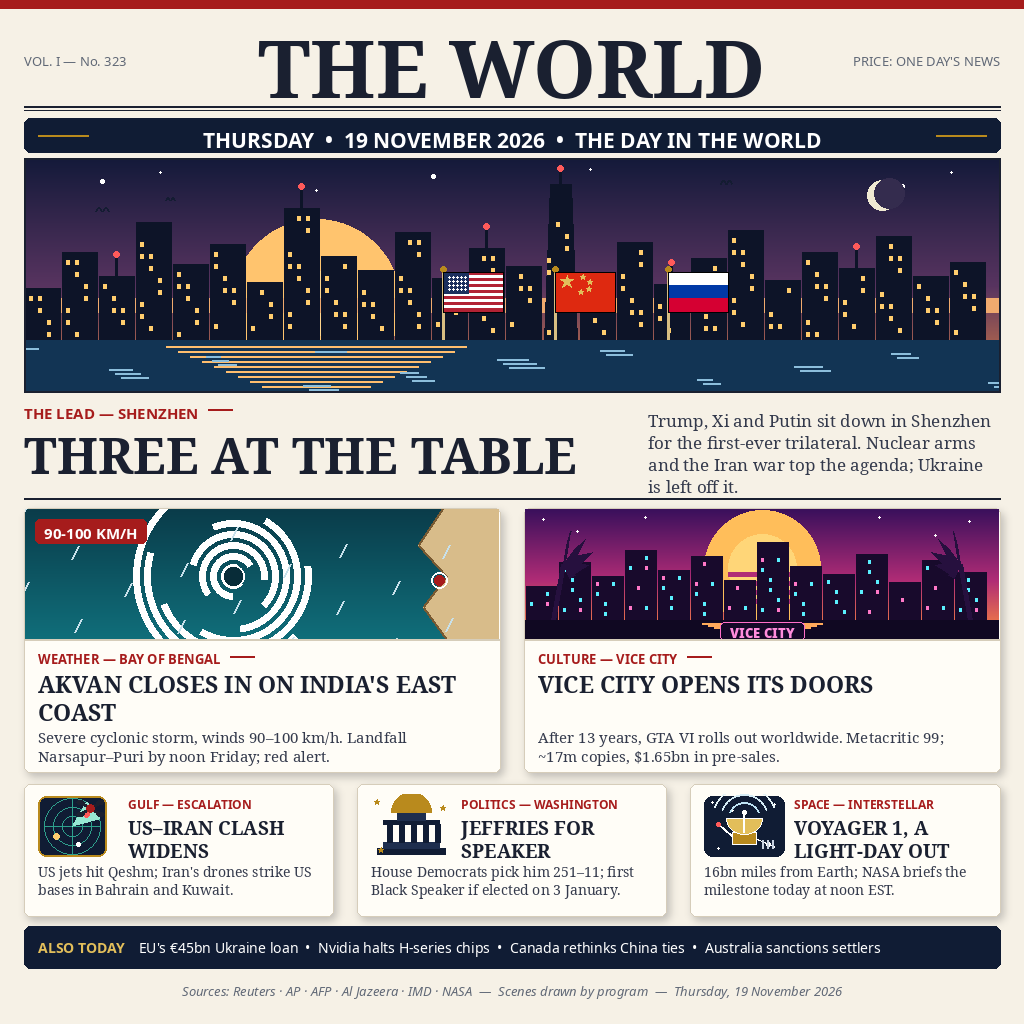 VOL. I — No. 323
THE WORLD
PRICE: ONE DAY'S NEWS
THURSDAY • 19 NOVEMBER 2026 • THE DAY IN THE WORLD
THE LEAD — SHENZHEN
THREE AT THE TABLE
Trump, Xi and Putin sit down in Shenzhen
for the first-ever trilateral. Nuclear arms
and the Iran war top the agenda; Ukraine
is left off it.
90-100 KM/H
WEATHER — BAY OF BENGAL
AKVAN CLOSES IN ON INDIA'S EAST
COAST
Severe cyclonic storm, winds 90–100 km/h. Landfall
Narsapur–Puri by noon Friday; red alert.
VICE CITY
CULTURE — VICE CITY
VICE CITY OPENS ITS DOORS
After 13 years, GTA VI rolls out worldwide. Metacritic 99;
~17m copies, $1.65bn in pre-sales.
GULF — ESCALATION
US–IRAN CLASH
WIDENS
US jets hit Qeshm; Iran's drones strike US
bases in Bahrain and Kuwait.
POLITICS — WASHINGTON
JEFFRIES FOR
SPEAKER
House Democrats pick him 251–11; first
Black Speaker if elected on 3 January.
SPACE — INTERSTELLAR
VOYAGER 1, A
LIGHT-DAY OUT
16bn miles from Earth; NASA briefs the
milestone today at noon EST.
ALSO TODAY EU's €45bn Ukraine loan • Nvidia halts H-series chips • Canada rethinks China ties • Australia sanctions settlers
Sources: Reuters · AP · AFP · Al Jazeera · IMD · NASA — Scenes drawn by program — Thursday, 19 November 2026